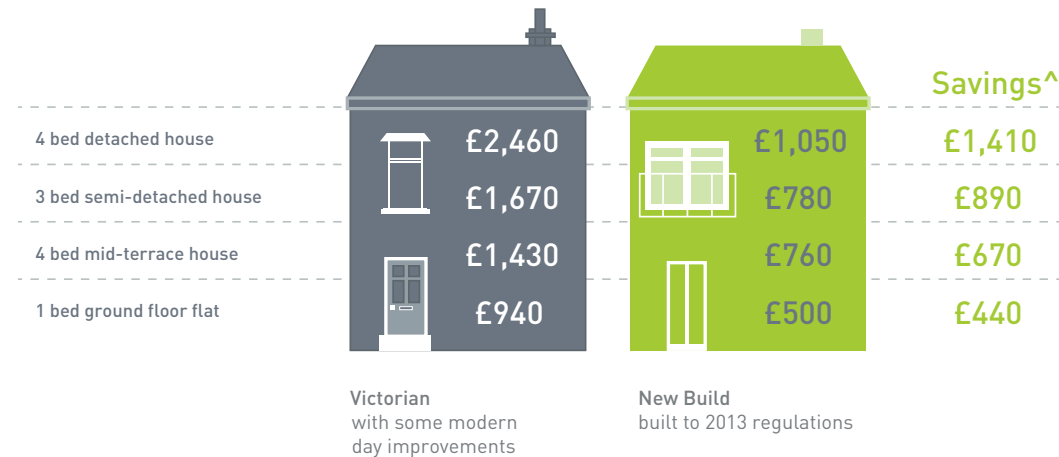 Savings^
4 bed detached house £2,460 £1,050 £1,410
3 bed semi-detached house £1,670 £780 £890
4 bed mid-terrace house £1,430 £760 £670
1 bed ground floor flat £940 £500 £440
Victorian
with some modern
day improvements
New Build
built to 2013 regulations